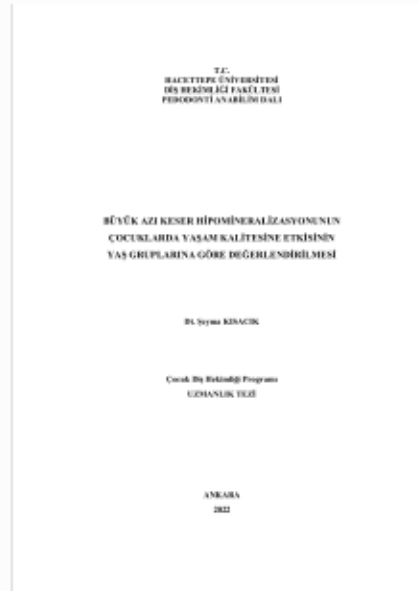 T.C.
HACETTEPE ÜNİVERSİTESİ
DİŞ HEKİMLİĞİ FAKÜLTESİ
PEDODONTİ ANABİLİM DALI
BÜYÜK AZI KESER HİPOMİNERALİZASYONUNUN
ÇOCUKLARDA YAŞAM KALİTESİNE ETKİSİNİN
YAŞ GRUPLARINA GÖRE DEĞERLENDİRİLMESİ
Dt. Şeyma KISACIK
Çocuk Diş Hekimliği Programı
UZMANLIK TEZİ
ANKARA
2022